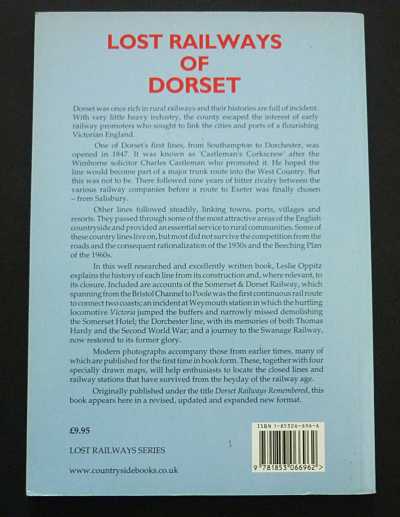 LOST RAILWAYS
OF
DORSET
Dorset was once rich in rural railways and their histories are full of incident.
With very little heavy industry, the county escaped the interest of early
railway promoters who sought to link the cities and ports of a flourishing
Victorian England.
One of Dorset's first lines, from Southampton to Dorchester, was
opened in 1847. It was known as 'Castleman's Corkscrew' after the
Wimborne solicitor Charles Castleman who promoted it. He hoped the
line would become part of a major trunk route into the West Country. But
this was not to be. There followed nine years of bitter rivalry between the
various railway companies before a route to Exeter was finally chosen
– from Salisbury.
Other lines followed steadily, linking towns, ports, villages and
resorts. They passed through some of the most attractive areas of the English
countryside and provided an essential service to rural communities. Some of
these country lines live on, but most did not survive the competition from the
roads and the consequent rationalization of the 1930s and the Beeching Plan
of the 1960s.
In this well researched and excellently written book, Leslie Oppitz
explains the history of each line from its construction and, where relevant, to
its closure. Included are accounts of the Somerset & Dorset Railway, which
spanning from the Bristol Channel to Poole was the first continuous rail route
to connect two coasts; an incident at Weymouth station in which the hurtling
locomotive Victoria jumped the buffers and narrowly missed demolishing
the Somerset Hotel; the Dorchester line, with its memories of both Thomas
Hardy and the Second World War; and a journey to the Swanage Railway,
now restored to its former glory.
Modern photographs accompany those from earlier times, many of
which are published for the first time in book form. These, together with four
specially drawn maps, will help enthusiasts to locate the closed lines and
railway stations that have survived from the heyday of the railway age.
Originally published under the title Dorset Railways Remembered, this
book appears here in a revised, updated and expanded new format.
ISBN 1-85306-696-6
£9.95
LOST RAILWAYS SERIES
www.countrysidebooks.co.uk
9 781853 066962 >